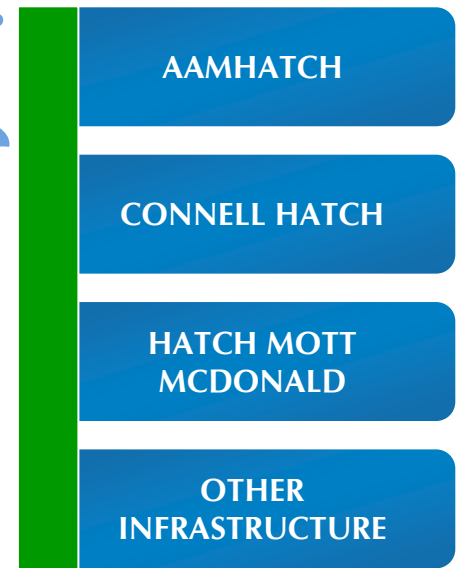 AAMHATCH
CONNELL HATCH
HATCH MOTT
MCDONALD
OTHER
INFRASTRUCTURE